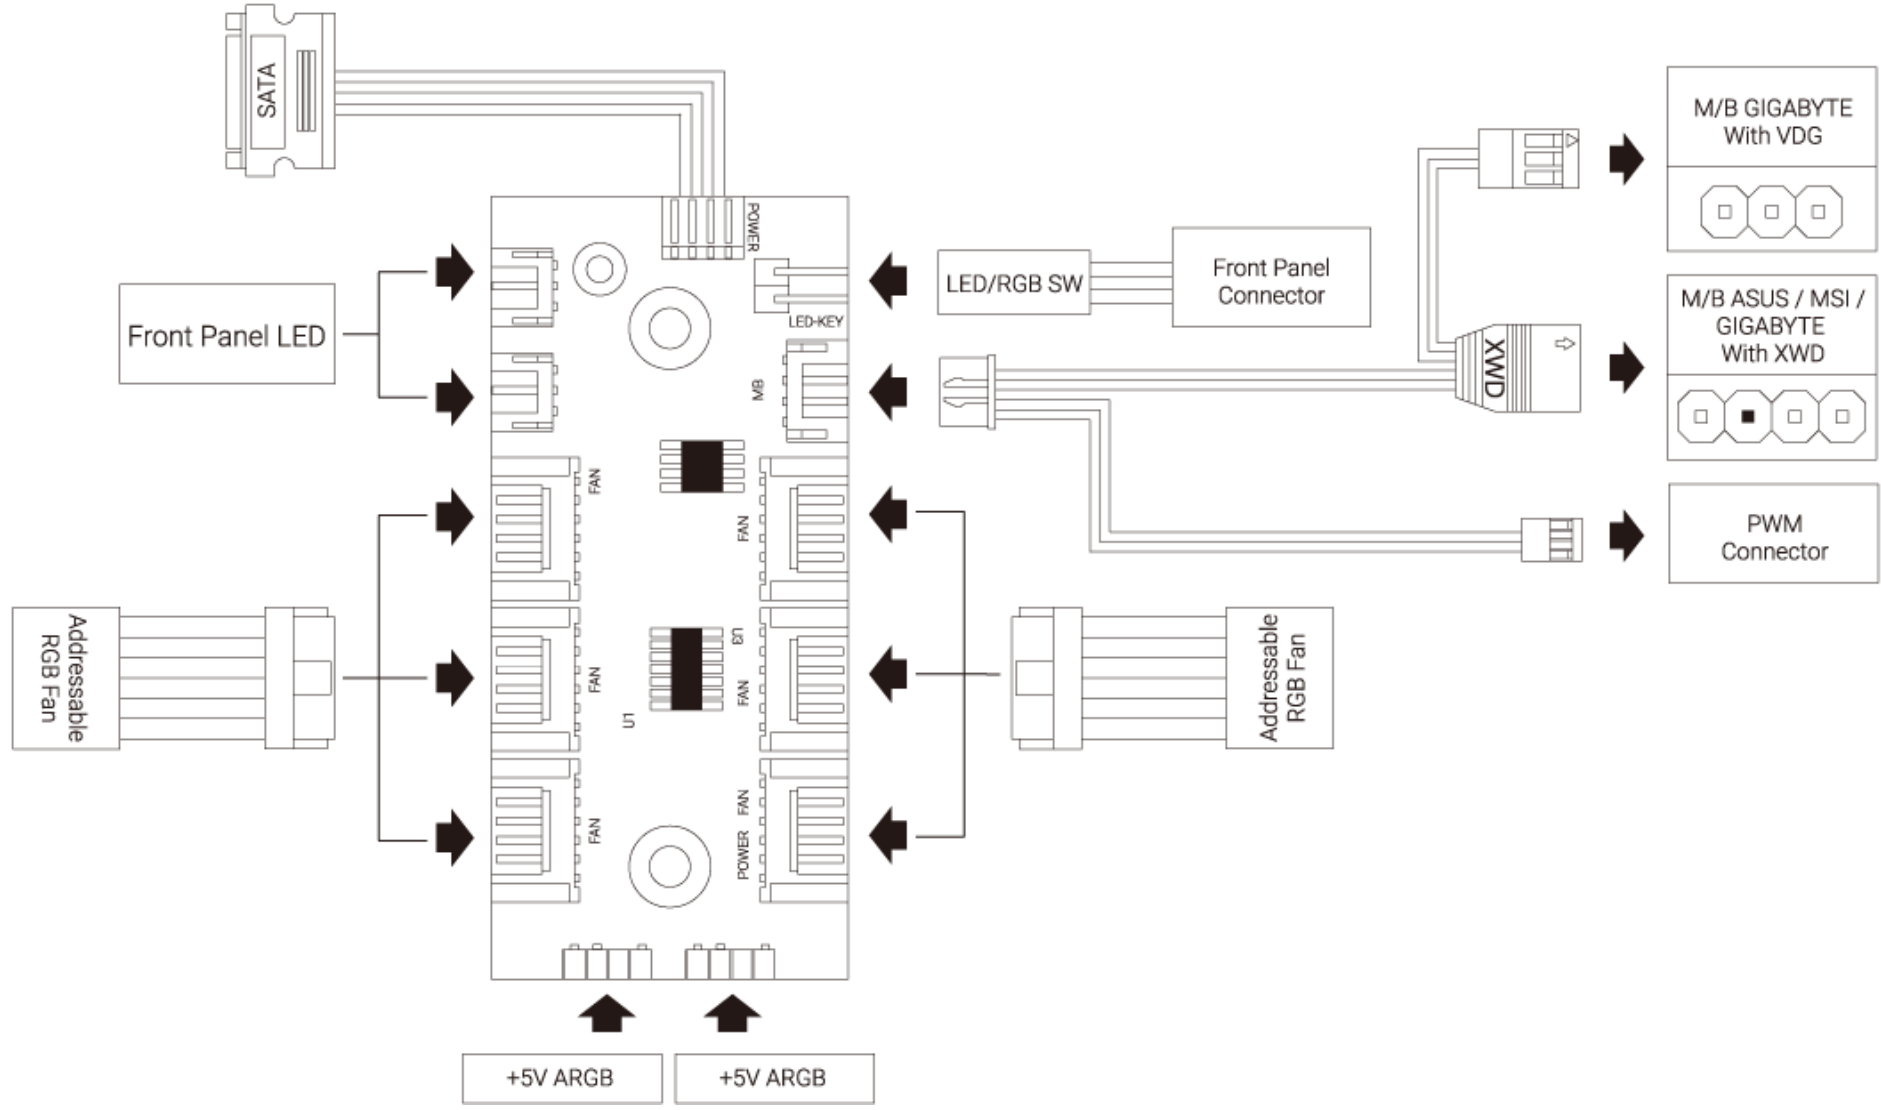 SATA
POWER
M/B GIGABYTE
With VDG
LED/RGB SW
Front Panel
Connector
LED-KEY
M/B ASUS / MSI /
GIGABYTE
With XWD
Front Panel LED
XWD
MB
FAN
FAN
PWM
Connector
Addressable
RGB Fan
U3
FAN
FAN
U1
Addressable
RGB Fan
FAN
FAN
POWER
+5V ARGB
+5V ARGB